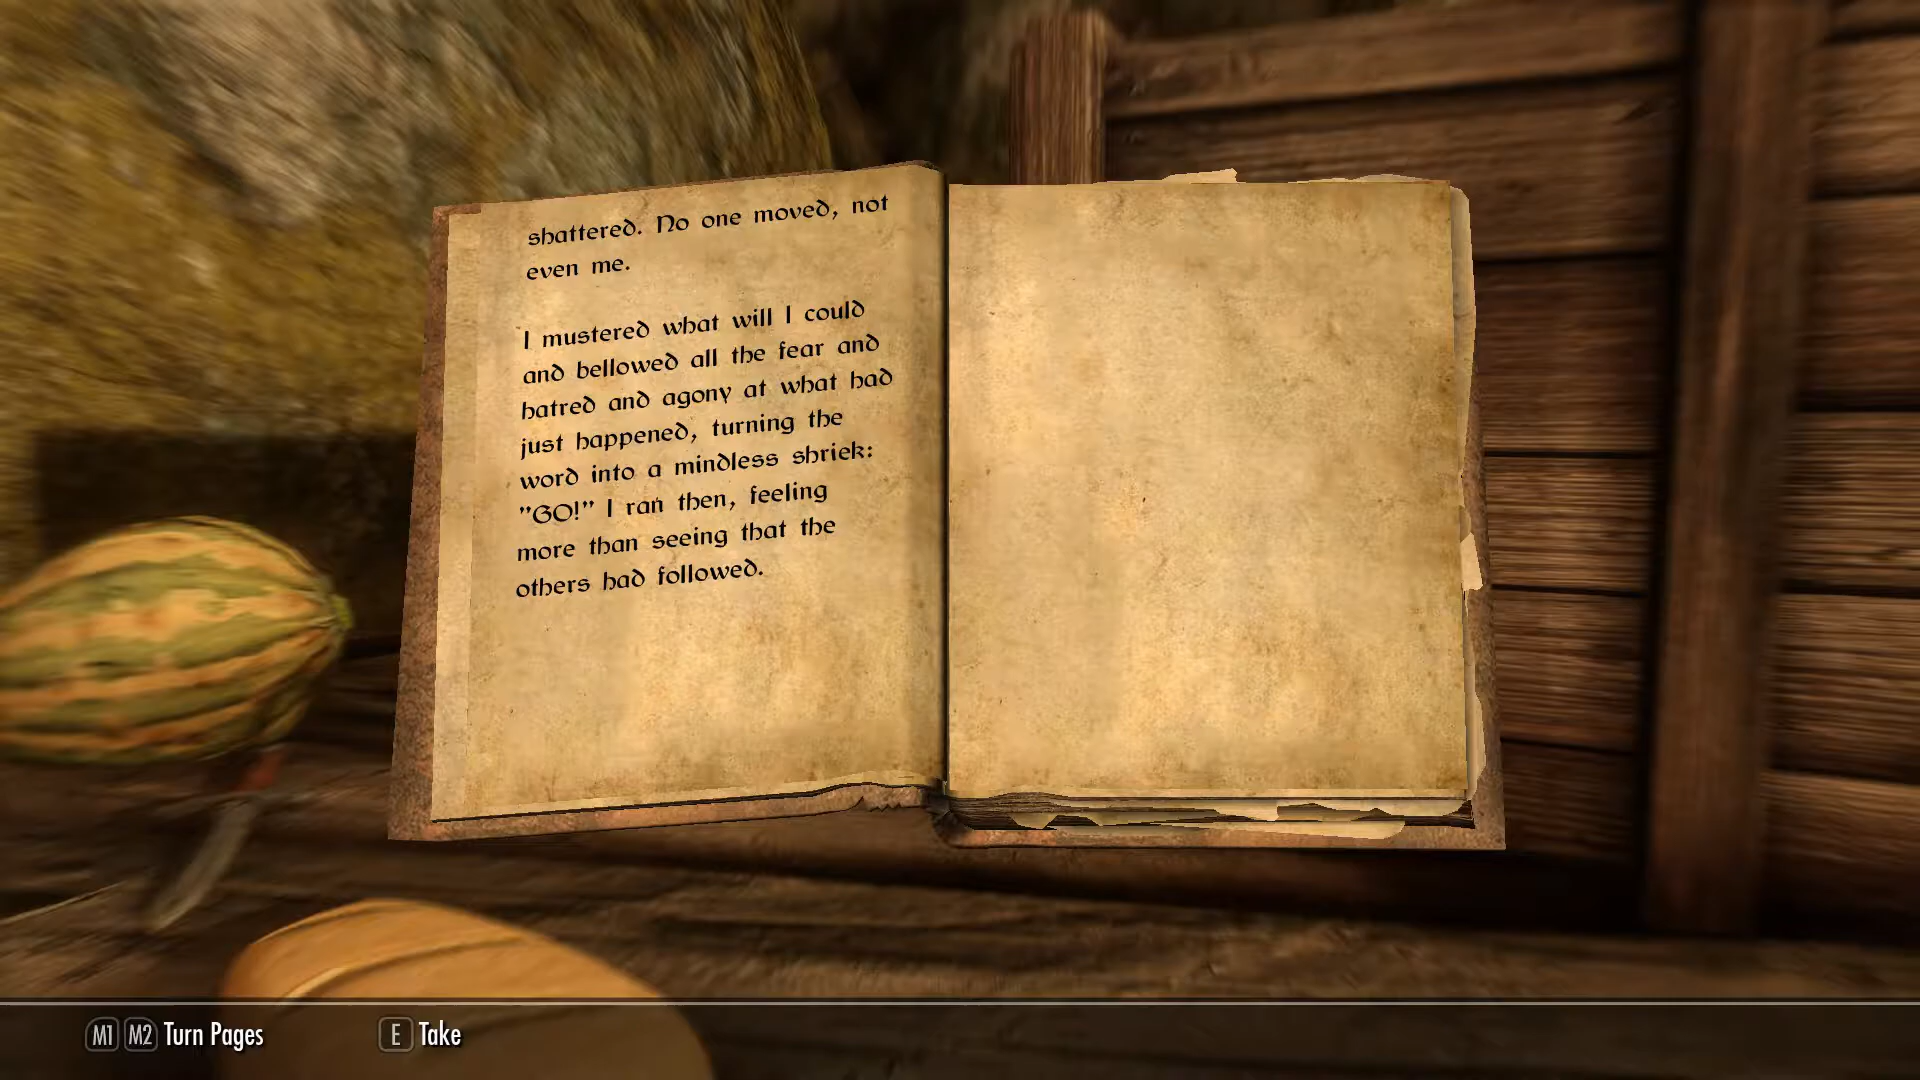 shattered. No one moved, not
even me.
I mustered what will I could
and bellowed all the fear and
hatred and agony at what had
just happened, turning the
word into a mindless shriek:
"GO!" I ran then, feeling
more than seeing that the
others had followed.
M1 M2 Turn Pages
E Take